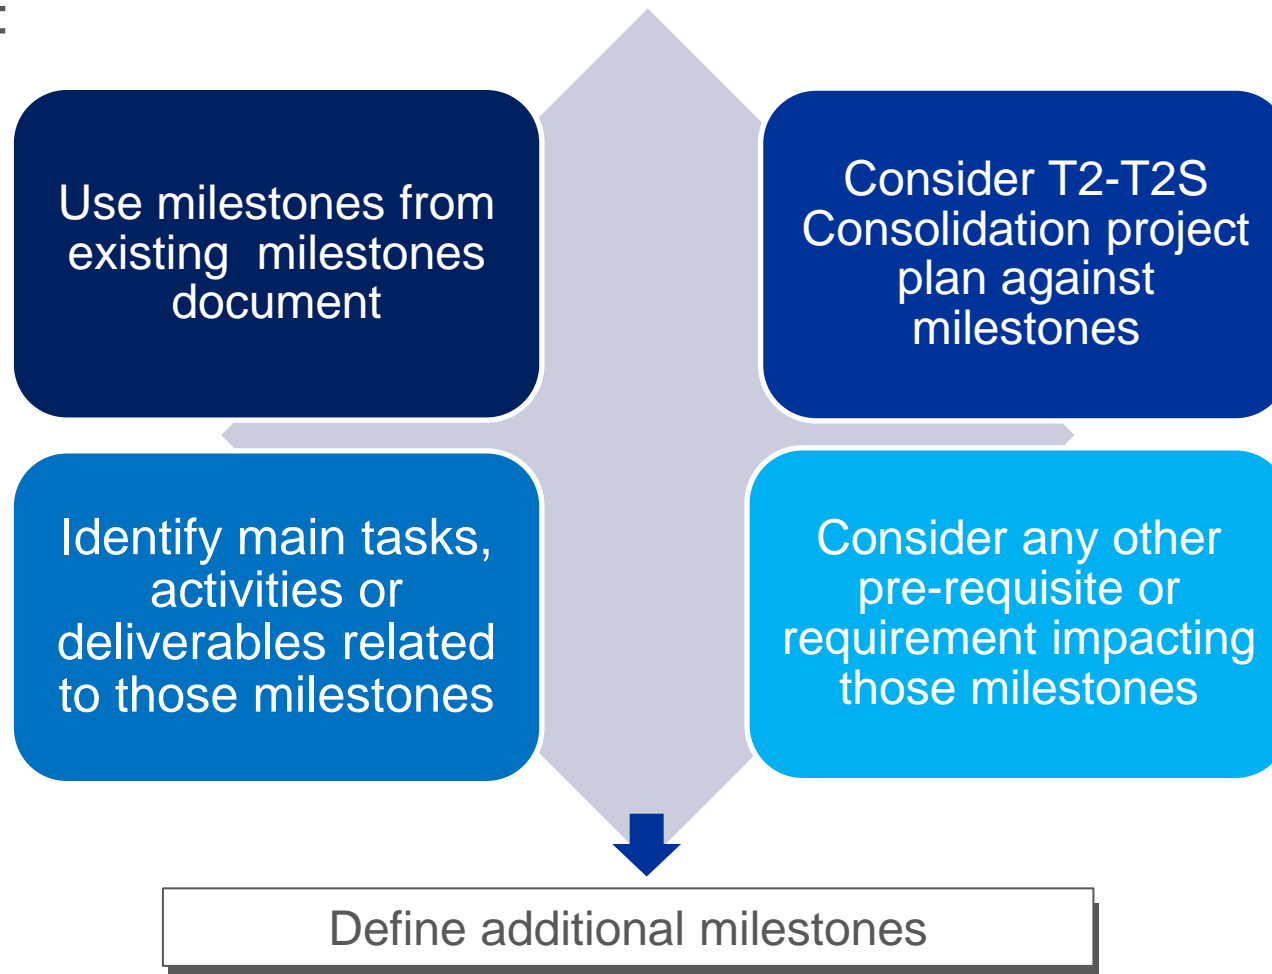 :
Use milestones from
existing milestones
document
Consider T2-T2S
Consolidation project
plan against
milestones
Identify main tasks,
activities or
deliverables related
to those milestones
Consider any other
pre-requisite or
requirement impacting
those milestones
Define additional milestones